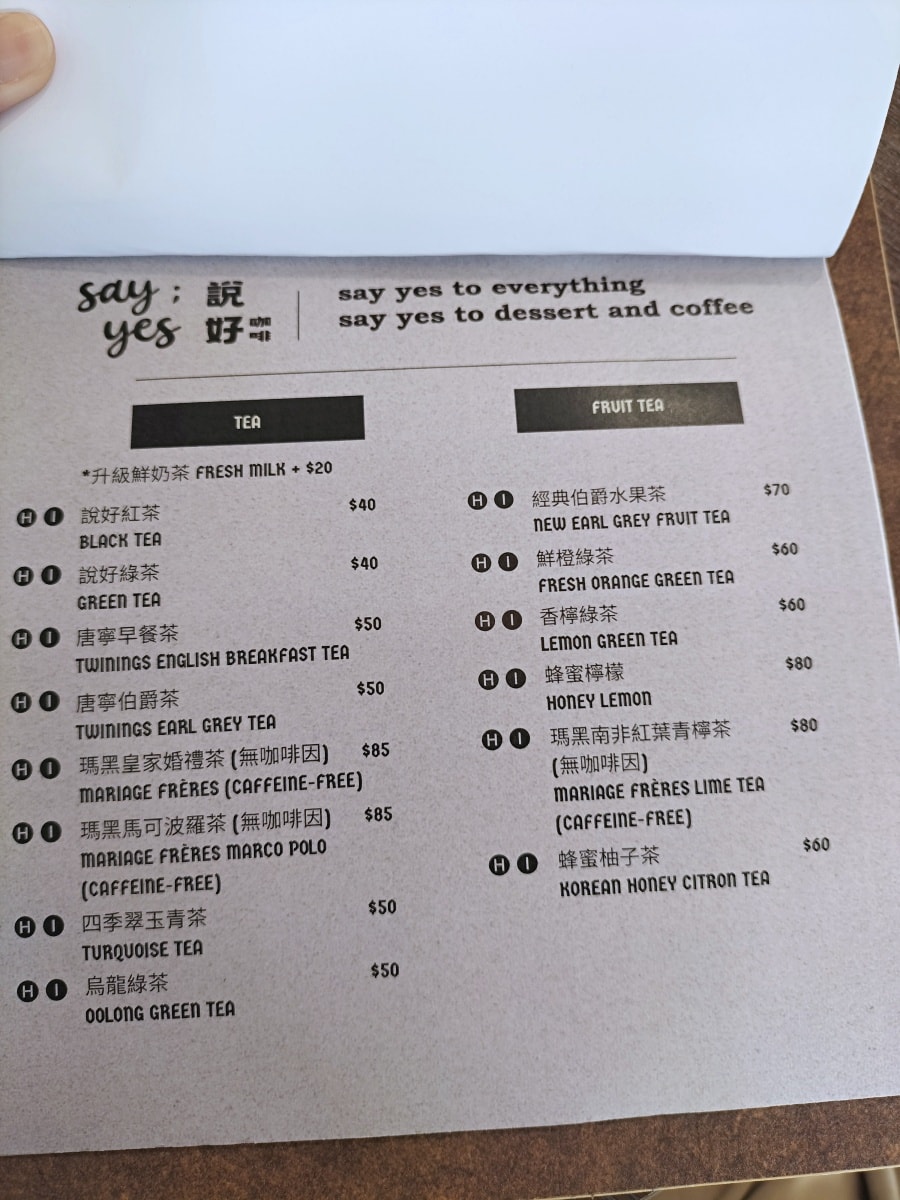 say ; yes 說好咖啡
say yes to everything
say yes to dessert and coffee
TEA
*升級鮮奶茶 FRESH MILK + $20
H I 說好紅茶 $40
BLACK TEA
H I 說好綠茶 $40
GREEN TEA
H I 唐寧早餐茶 $50
TWININGS ENGLISH BREAKFAST TEA
H I 唐寧伯爵茶 $50
TWININGS EARL GREY TEA
H I 瑪黑皇家婚禮茶 (無咖啡因) $85
MARIAGE FRÈRES (CAFFEINE-FREE)
H I 瑪黑馬可波羅茶 (無咖啡因) $85
MARIAGE FRÈRES MARCO POLO
(CAFFEINE-FREE)
H I 四季翠玉青茶 $50
TURQUOISE TEA
H I 烏龍綠茶 $50
OOLONG GREEN TEA
FRUIT TEA
H I 經典伯爵水果茶 $70
NEW EARL GREY FRUIT TEA
H I 鮮橙綠茶 $60
FRESH ORANGE GREEN TEA
H I 香檸綠茶 $60
LEMON GREEN TEA
H I 蜂蜜檸檬 $80
HONEY LEMON
H I 瑪黑南非紅葉青檸茶 $80
(無咖啡因)
MARIAGE FRÈRES LIME TEA
(CAFFEINE-FREE)
H I 蜂蜜柚子茶 $60
KOREAN HONEY CITRON TEA